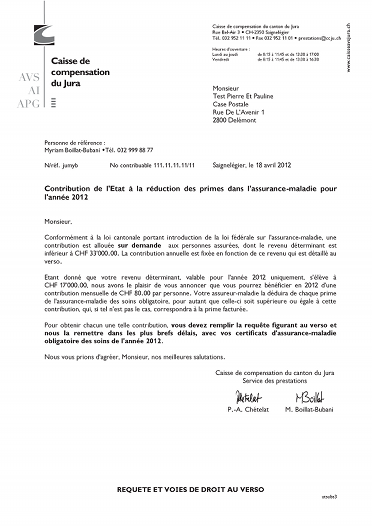 Caisse de compensation du canton du Jura
Rue Bel-Air 3 • CH-2350 Saignelégier
Tél. 032 952 11 11 • Fax 032 952 11 01 • prestations@ccju.ch
Heures d'ouverture :
Lundi au jeudi de 8.15 à 11.45 et de 13.30 à 17.00
Vendredi de 8.15 à 11.45 et de 13.30 à 16.30
www.caisseavsjura.ch
Caisse de
compensation
du Jura
AVS
AI
APG
Monsieur
Test Pierre Et Pauline
Case Postale
Rue De L'Avenir 1
2800 Delémont
Personne de référence :
Myriam Boillat-Bubani •Tél. 032 999 88 77
N/réf. jumyb No contribuable 111.11.11.11/11 Saignelégier, le 18 avril 2012
Contribution de l'Etat à la réduction des primes dans l'assurance-maladie pour
l'année 2012
Monsieur,
Conformément à la loi cantonale portant introduction de la loi fédérale sur l'assurance-maladie, une
contribution est allouée sur demande aux personnes assurées, dont le revenu déterminant est
inférieur à CHF 33'000.00. La contribution annuelle est fixée en fonction de ce revenu qui est détaillé au
verso.
Etant donné que votre revenu déterminant, valable pour l'année 2012 uniquement, s'élève à
CHF 17'000.00, nous avons le plaisir de vous annoncer que vous pourrez bénéficier en 2012 d'une
contribution mensuelle de CHF 80.00 par personne. Votre assureur-maladie la déduira de chaque prime
de l'assurance-maladie des soins obligatoire, pour autant que celle-ci soit supérieure ou égale à cette
contribution, qui, si tel n'est pas le cas, correspondra à la prime facturée.
Pour obtenir chacun une telle contribution, vous devez remplir la requête figurant au verso et
nous la remettre dans les plus brefs délais, avec vos certificats d'assurance-maladie
obligatoire des soins de l'année 2012.
Nous vous prions d'agréer, Monsieur, nos meilleures salutations.
Caisse de compensation du canton du Jura
Service des prestations
P.-A. Chételat M. Boillat-Bubani
REQUETE ET VOIES DE DROIT AU VERSO